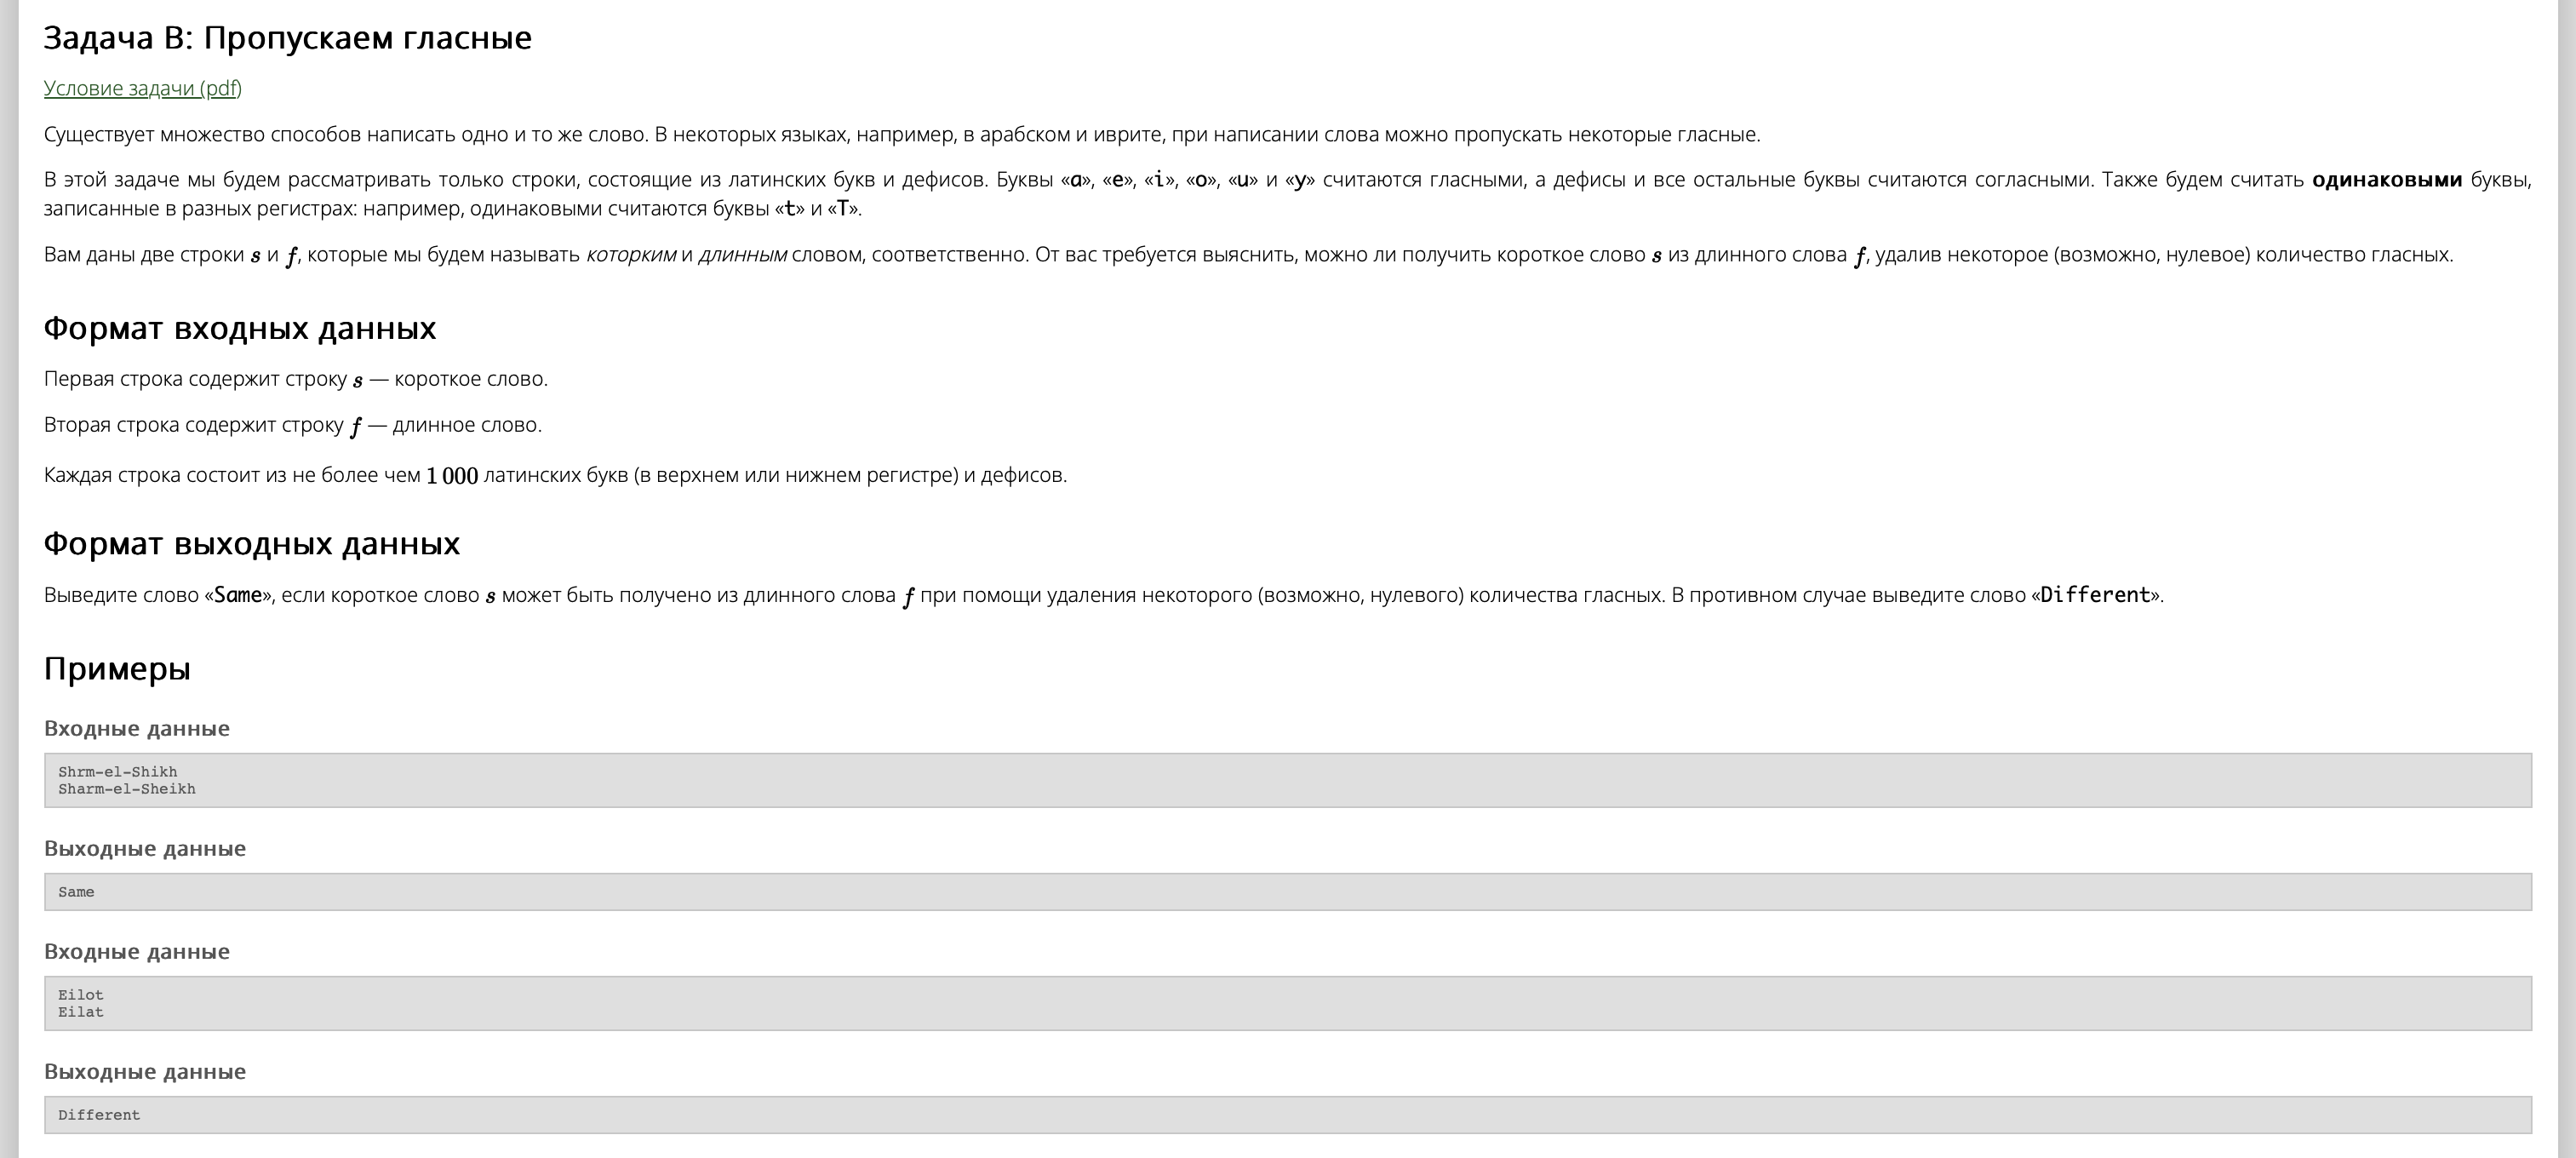 Задача B: Пропускаем гласные
Условие задачи (pdf)
Существует множество способов написать одно и то же слово. В некоторых языках, например, в арабском и иврите, при написании слова можно пропускать некоторые гласные.
В этой задаче мы будем рассматривать только строки, состоящие из латинских букв и дефисов. Буквы «a», «e», «i», «o», «u» и «y» считаются гласными, а дефисы и все остальные буквы считаются согласными. Также будем считать одинаковыми буквы,
записанные в разных регистрах: например, одинаковыми считаются буквы «t» и «T».
Вам даны две строки s и f, которые мы будем называть которким и длинным словом, соответственно. От вас требуется выяснить, можно ли получить короткое слово s из длинного слова f, удалив некоторое (возможно, нулевое) количество гласных.
Формат входных данных
Первая строка содержит строку s — короткое слово.
Вторая строка содержит строку f — длинное слово.
Каждая строка состоит из не более чем 1 000 латинских букв (в верхнем или нижнем регистре) и дефисов.
Формат выходных данных
Выведите слово «Same», если короткое слово s может быть получено из длинного слова f при помощи удаления некоторого (возможно, нулевого) количества гласных. В противном случае выведите слово «Different».
Примеры
Входные данные
Shrm-el-Shikh
Sharm-el-Sheikh
Выходные данные
Same
Входные данные
Eilot
Eilat
Выходные данные
Different